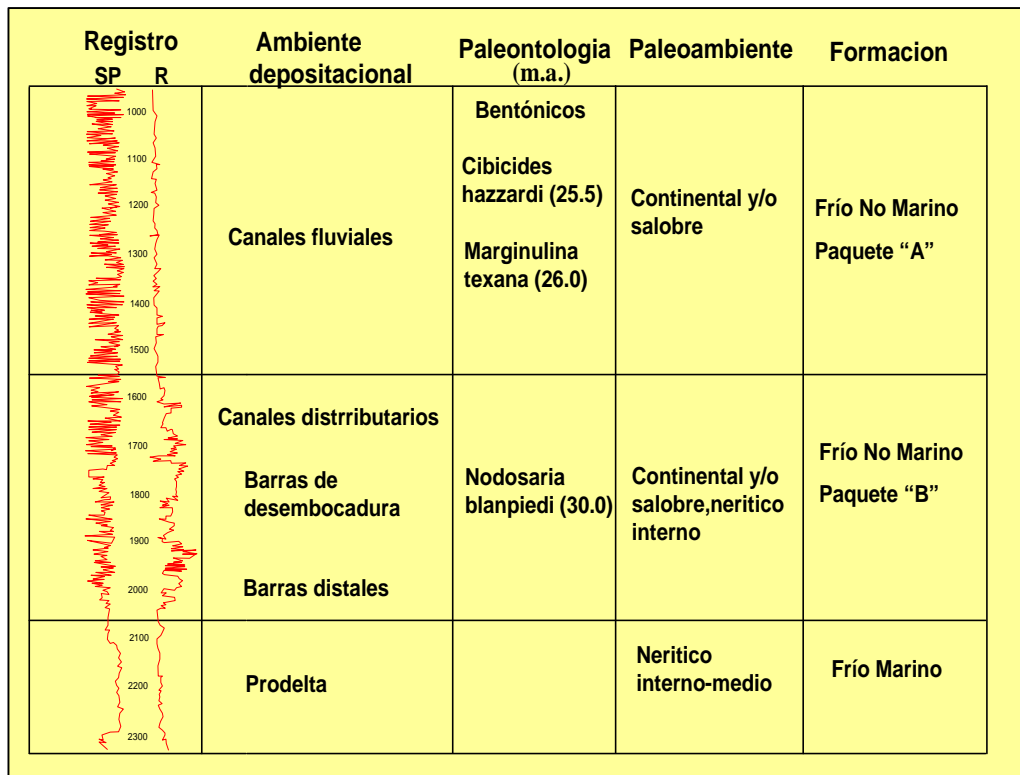 Registro
SP R
Ambiente
depositacional
Paleontologia
(m.a.)
Paleoambiente
Formacion
1000
1100
1200
1300
1400
1500
Canales fluviales
Bentónicos
Cibicides
hazzardi (25.5)
Marginulina
texana (26.0)
Continental y/o
salobre
Frío No Marino
Paquete “A”
1600
1700
1800
1900
2000
Canales distrributarios
Barras de
desembocadura
Barras distales
Nodosaria
blanpiedi (30.0)
Continental y/o
salobre,neritico
interno
Frío No Marino
Paquete “B”
2100
2200
2300
Prodelta
Neritico
interno-medio
Frío Marino